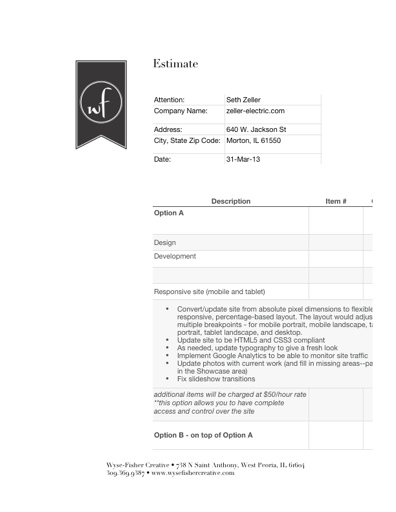 Estimate
wf
Attention: Seth Zeller
Company Name: zeller-electric.com
Address: 640 W. Jackson St
City, State Zip Code: Morton, IL 61550
Date: 31-Mar-13
Description Item #
Option A
Design
Development
Responsive site (mobile and tablet)
• Convert/update site from absolute pixel dimensions to flexible
responsive, percentage-based layout. The layout would adjus
multiple breakpoints - for mobile portrait, mobile landscape, ta
portrait, tablet landscape, and desktop.
• Update site to be HTML5 and CSS3 compliant
• As needed, update typography to give a fresh look
• Implement Google Analytics to be able to monitor site traffic
• Update photos with current work (and fill in missing areas--pa
in the Showcase area)
• Fix slideshow transitions
additional items will be charged at $50/hour rate
**this option allows you to have complete
access and control over the site
Option B - on top of Option A
Wyse-Fisher Creative • 738 N Saint Anthony, West Peoria, IL 61604
309.369.9587 • www.wysefishercreative.com